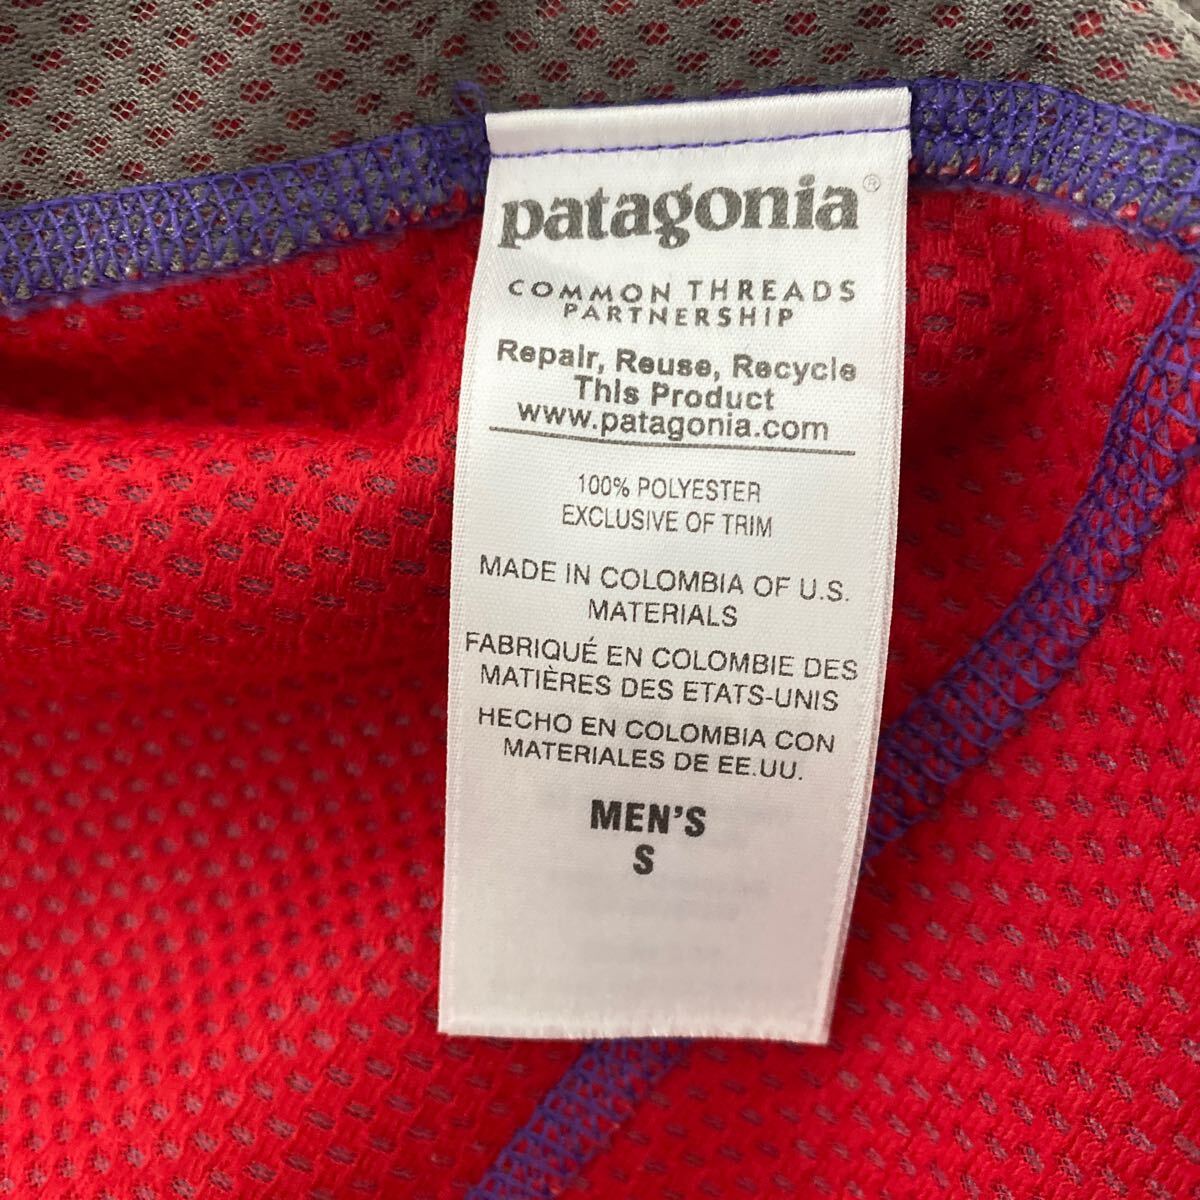 patagonia®
COMMON THREADS
PARTNERSHIP
Repair, Reuse, Recycle
This Product
www.patagonia.com
100% POLYESTER
EXCLUSIVE OF TRIM
MADE IN COLOMBIA OF U.S.
MATERIALS
FABRIQUÉ EN COLOMBIE DES
MATIÈRES DES ETATS-UNIS
HECHO EN COLOMBIA CON
MATERIALES DE EE.UU.
MEN'S
S